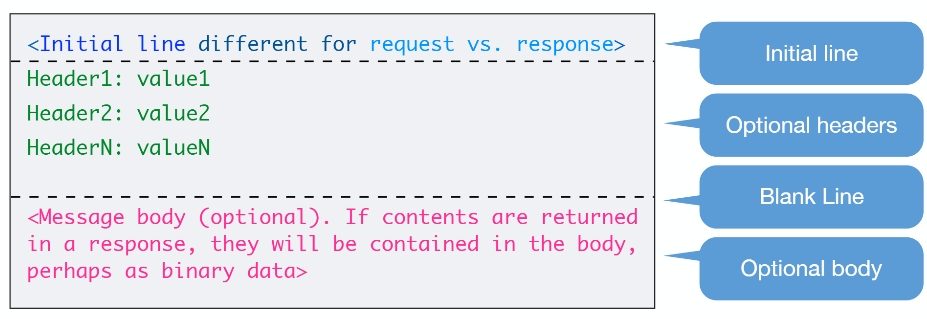 <Initial line different for request vs. response>
Initial line
Header1: value1
Header2: value2
HeaderN: valueN
Optional headers
Blank Line
<Message body (optional). If contents are returned
in a response, they will be contained in the body,
perhaps as binary data>
Optional body